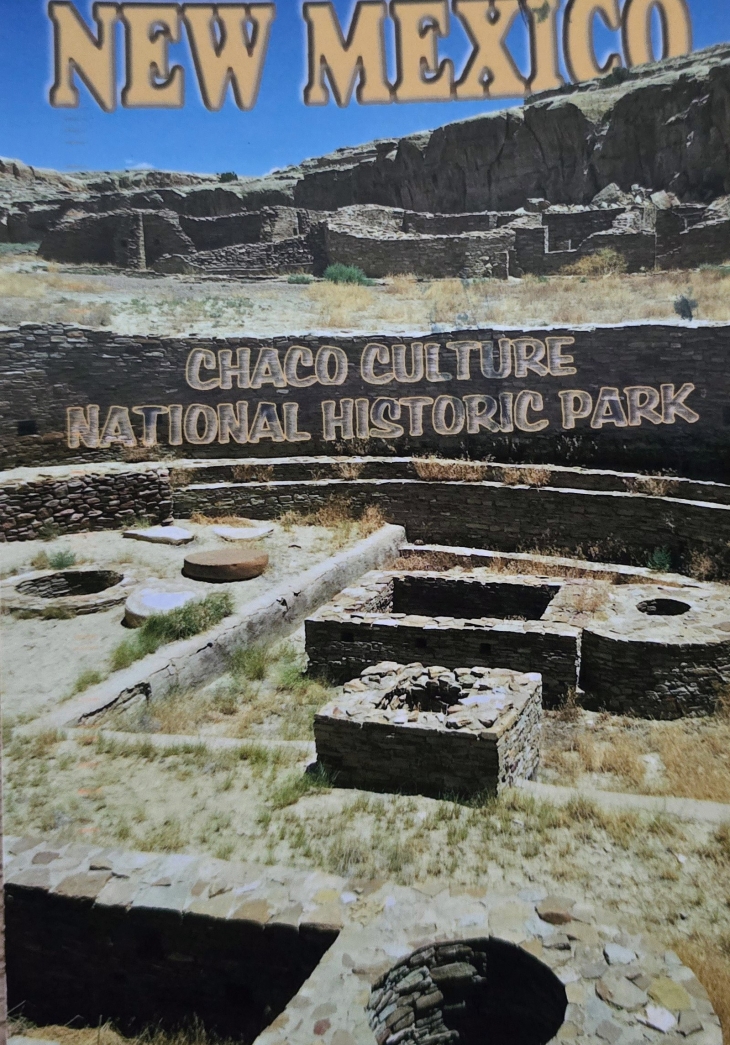 NEW MEXICO
CHACO CULTURE
NATIONAL HISTORIC PARK